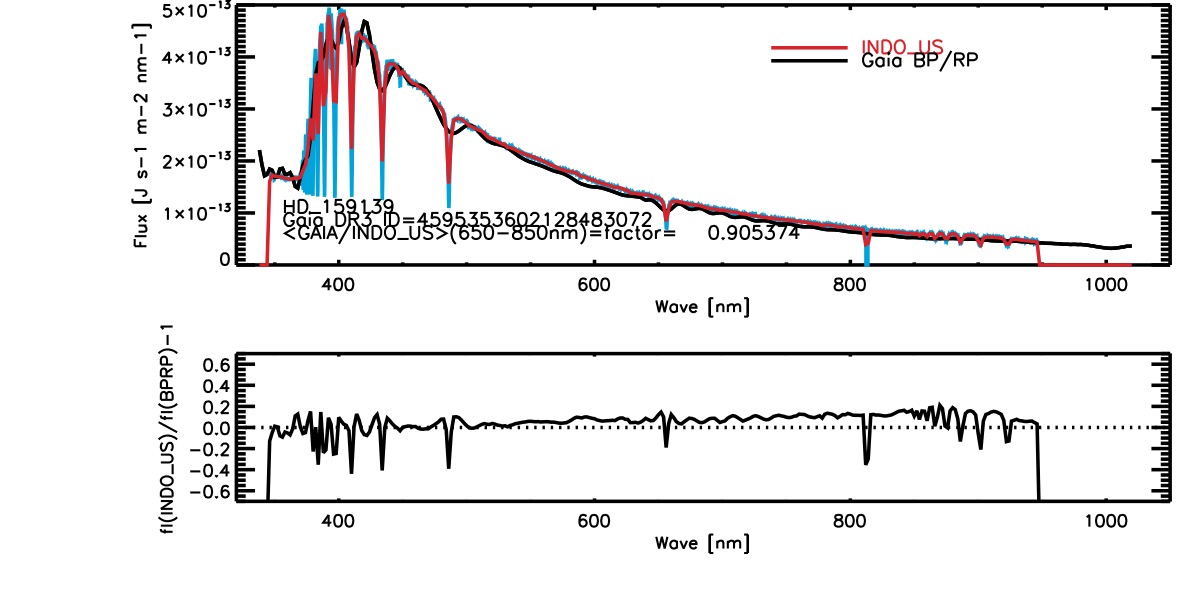 5×10−13
4×10−13
3×10−13
2×10−13
1×10−13
0
Flux [J s−1 m−2 nm−1]
INDO_US
Gaia BP/RP
HD_159139
Gaia DR3 ID=4595353602128483072
<GAIA/INDO_US>(650−850nm)=factor= 0.905374
400 600 800 1000
Wave [nm]
fl(INDO_US)/fl(BPRP)−1
0.6
0.4
0.2
0.0
−0.2
−0.4
−0.6
400 600 800 1000
Wave [nm]